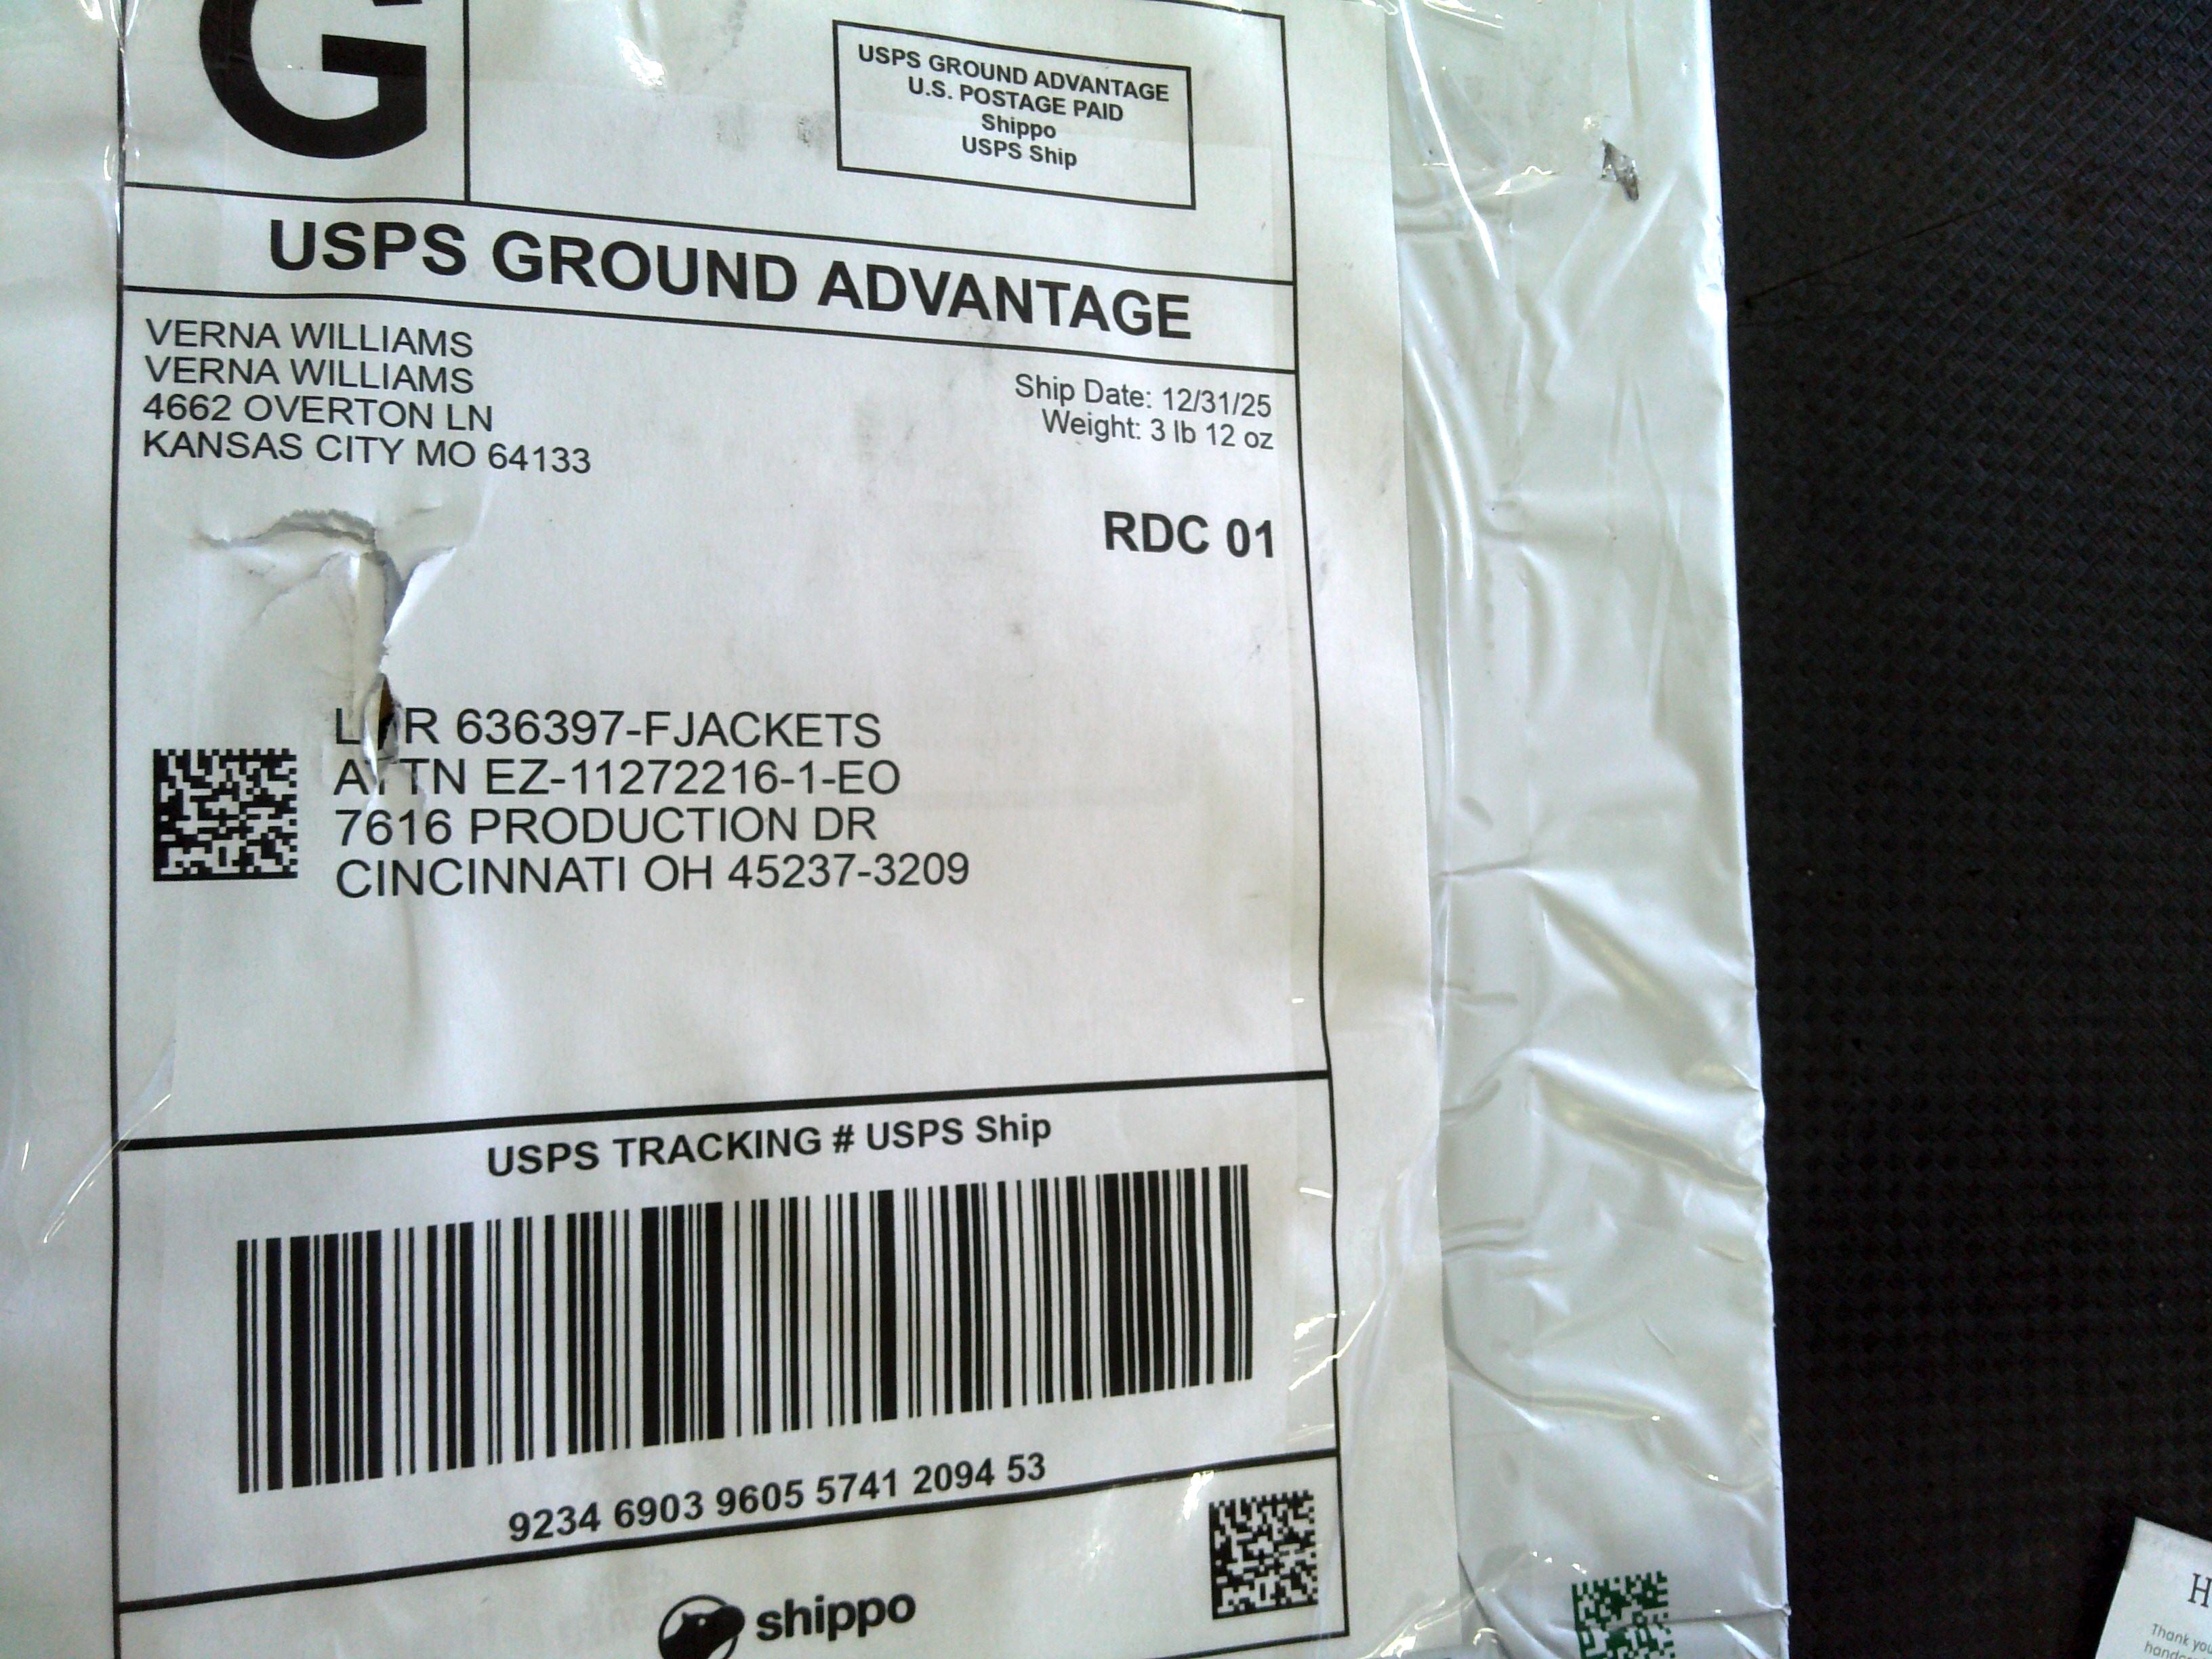 G
USPS GROUND ADVANTAGE
U.S. POSTAGE PAID
Shippo
USPS Ship
USPS GROUND ADVANTAGE
VERNA WILLIAMS
VERNA WILLIAMS
4662 OVERTON LN
KANSAS CITY MO 64133
Ship Date: 12/31/25
Weight: 3 lb 12 oz
RDC 01
636397-FJACKETS
ATTN EZ-11272216-1-EO
7616 PRODUCTION DR
CINCINNATI OH 45237-3209
USPS TRACKING # USPS Ship
9234 6903 9605 5741 2094 53
shippo
H
Thank you